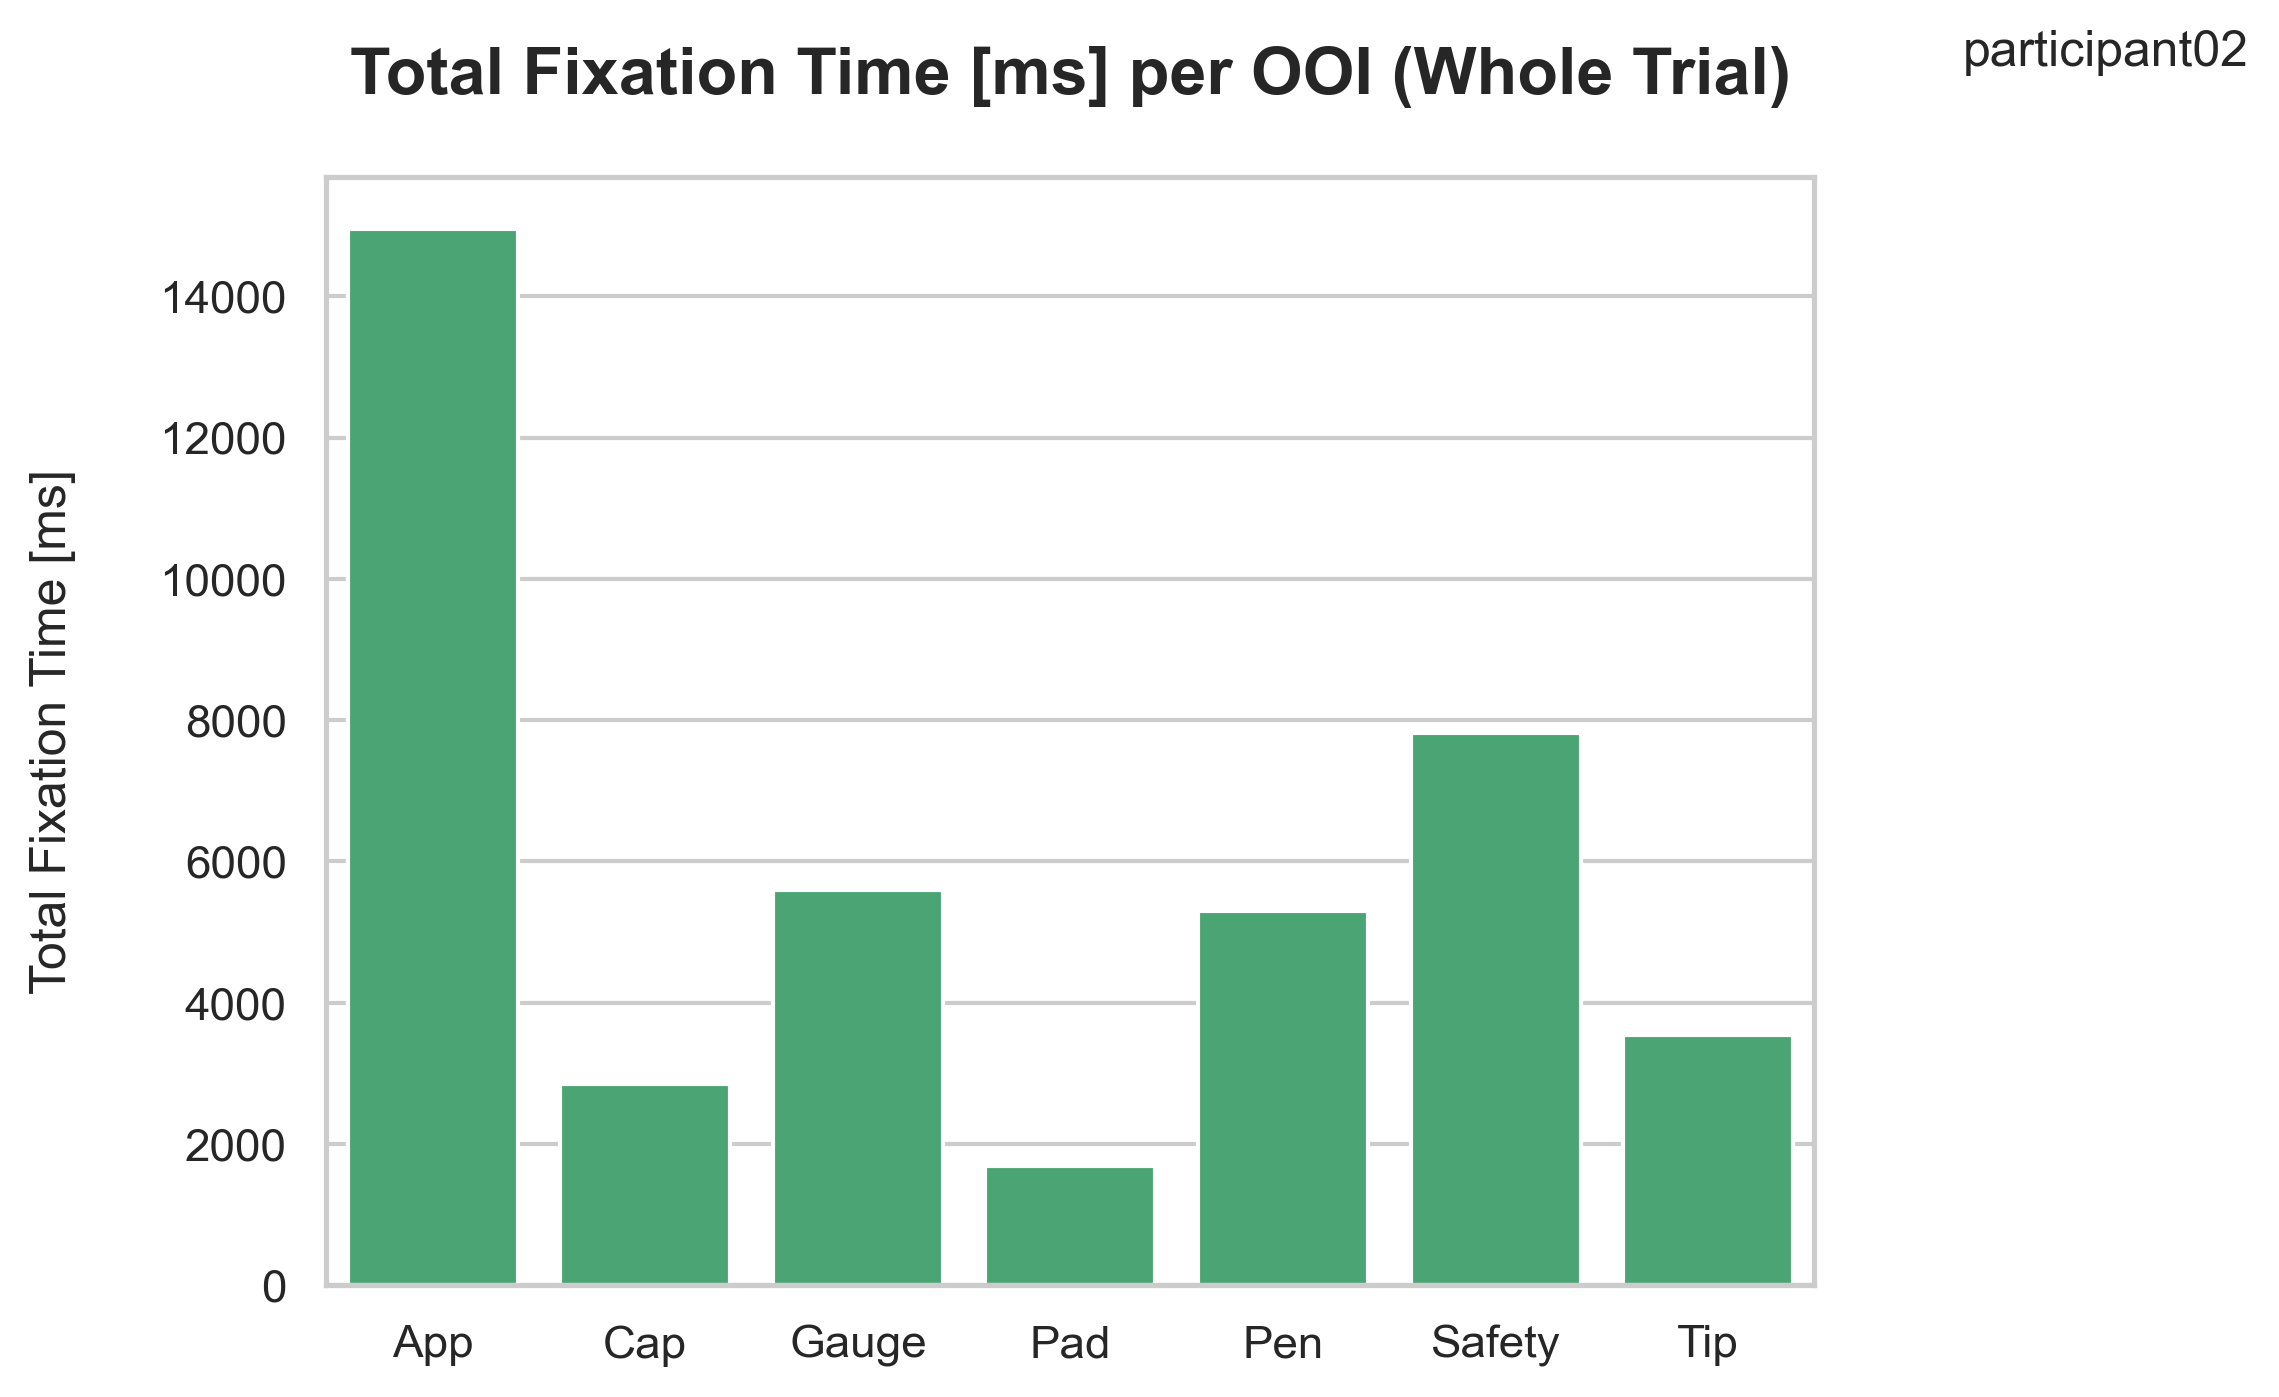 Total Fixation Time [ms] per OOI (Whole Trial)
participant02
Total Fixation Time [ms]
14000
12000
10000
8000
6000
4000
2000
0
App
Cap
Gauge
Pad
Pen
Safety
Tip